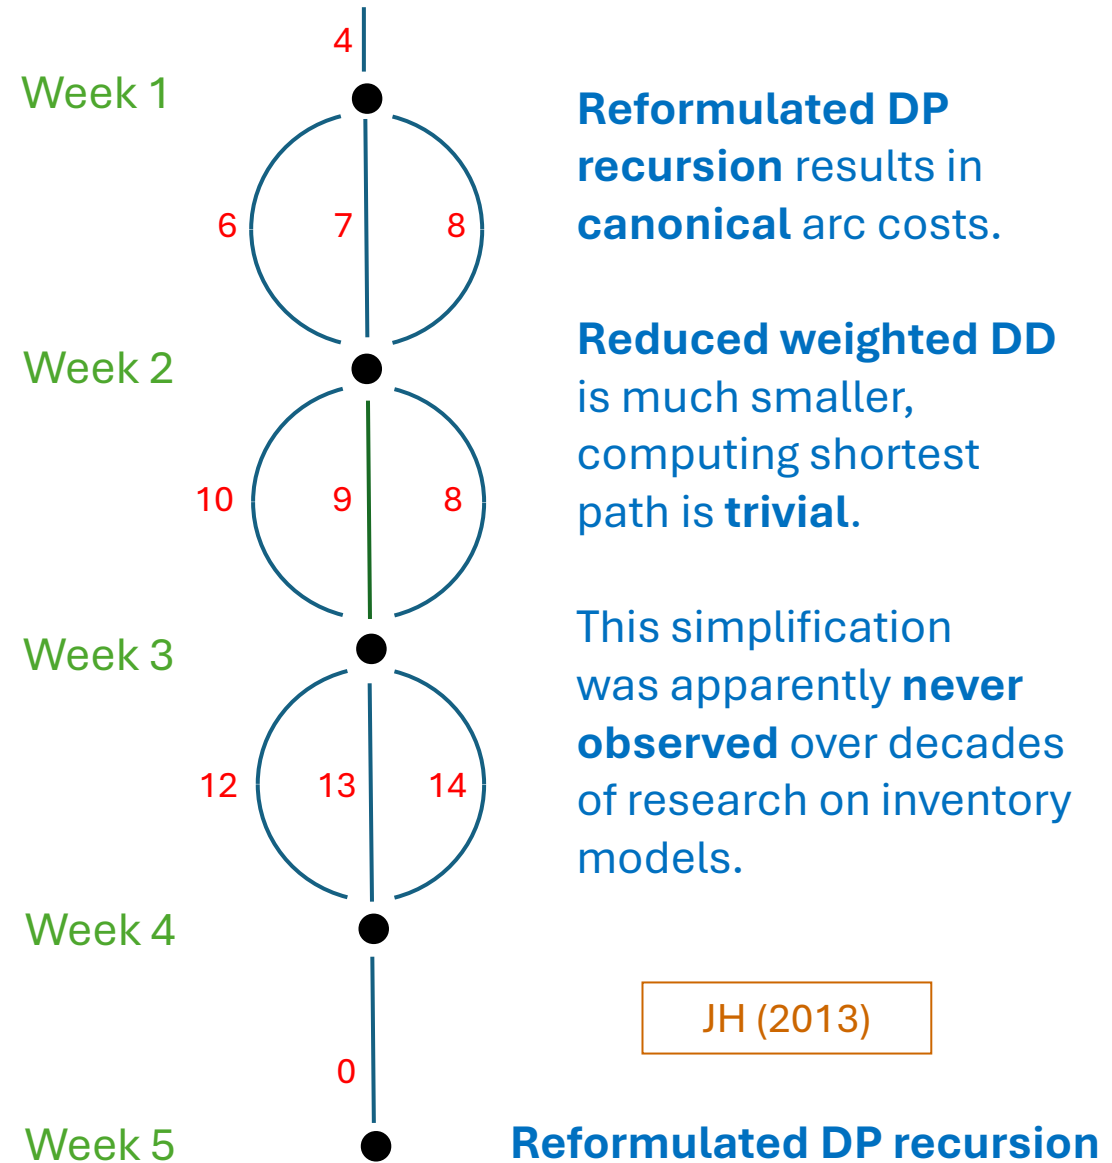 4
Week 1
6 7 8
Week 2
10 9 8
Week 3
12 13 14
Week 4
0
Week 5
Reformulated DP
recursion results in
canonical arc costs.
Reduced weighted DD
is much smaller,
computing shortest
path is trivial.
This simplification
was apparently never
observed over decades
of research on inventory
models.
JH (2013)
Reformulated DP recursion